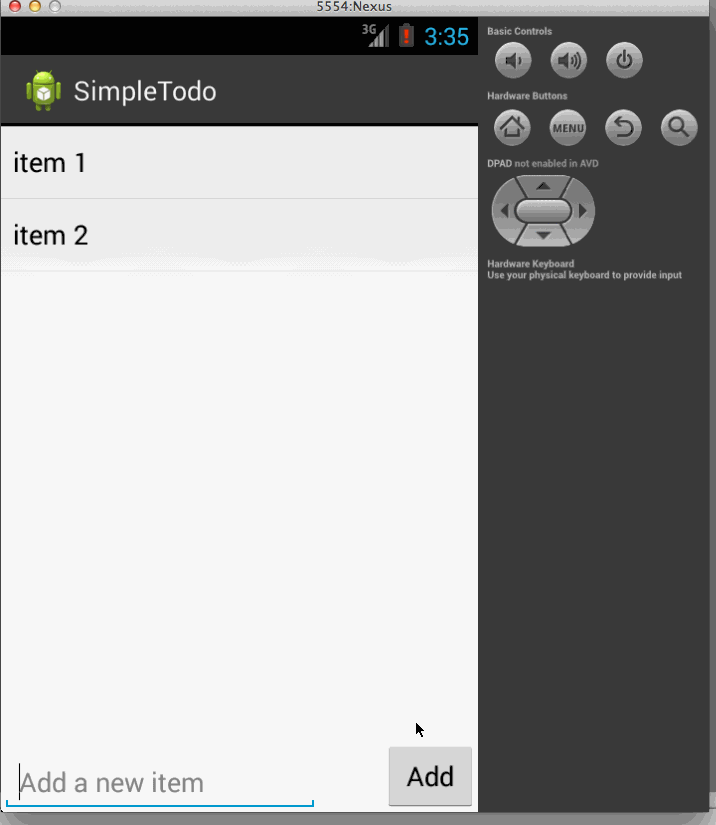 5554:Nexus
3G
3:35
SimpleTodo
item 1
item 2
Add a new item
Add
Basic Controls
Hardware Buttons
MENU
DPAD not enabled in AVD
Hardware Keyboard
Use your physical keyboard to provide input